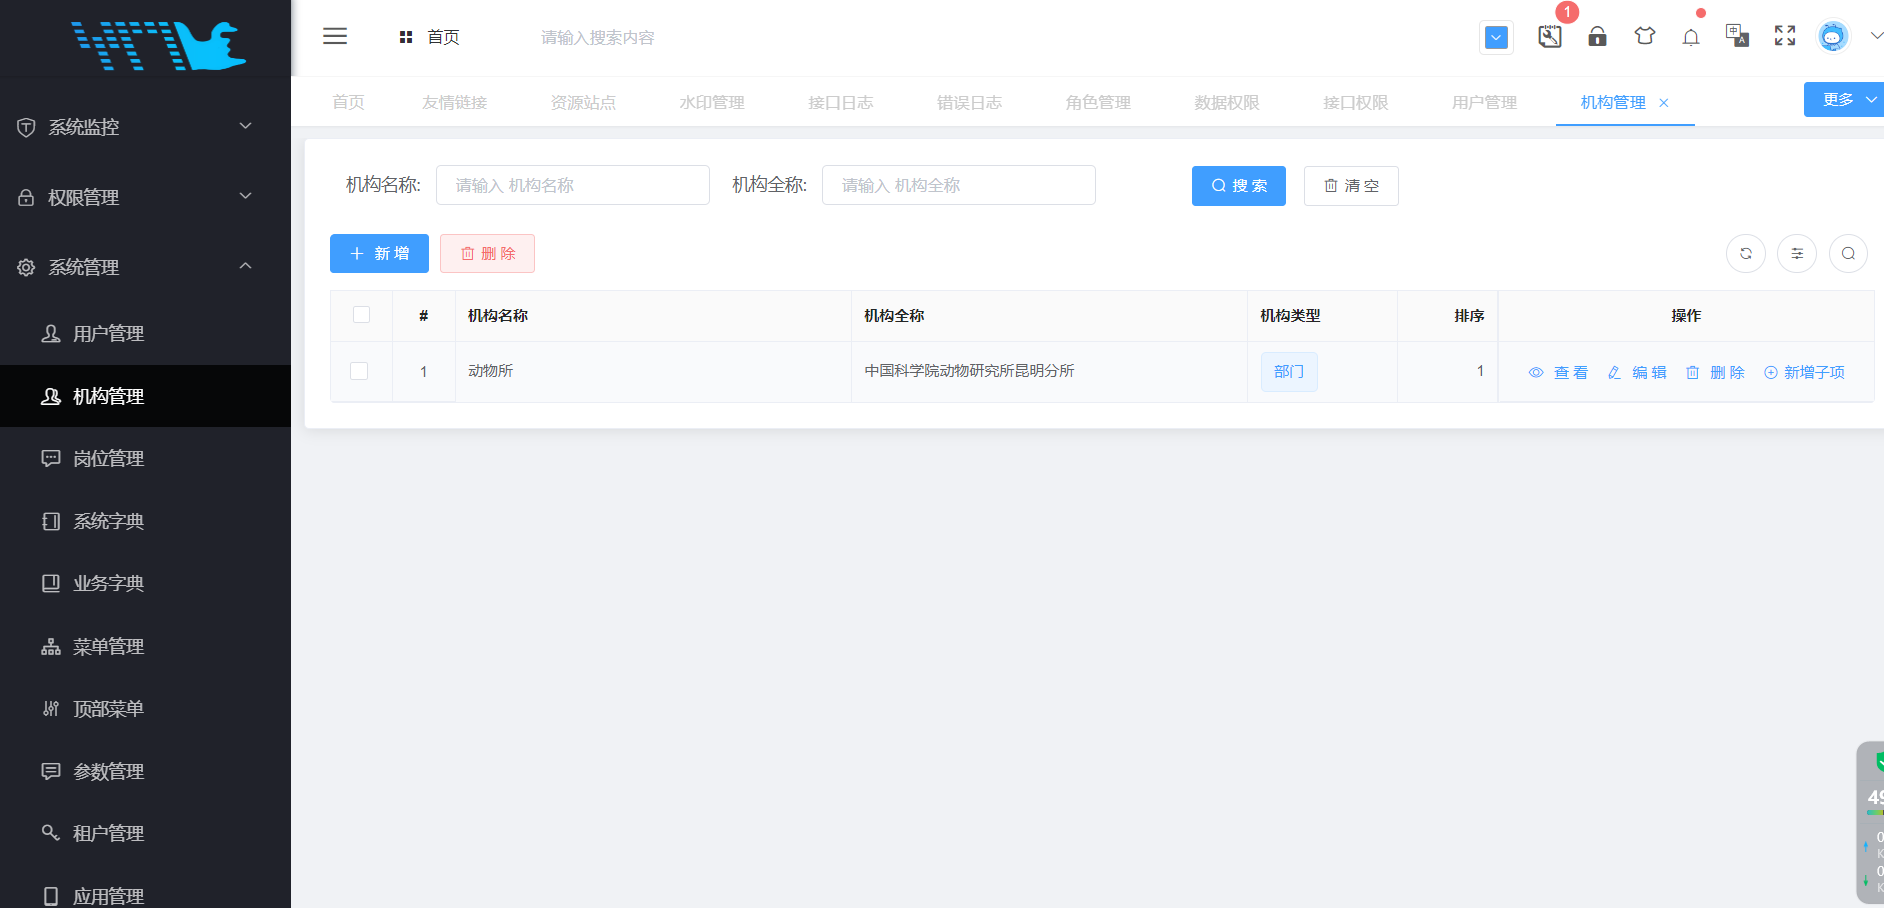 首页
请输入搜索内容
1
首页 友情链接 资源站点 水印管理 接口日志 错误日志 角色管理 数据权限 接口权限 用户管理 机构管理
更多
系统监控
权限管理
系统管理
用户管理
机构管理
岗位管理
系统字典
业务字典
菜单管理
顶部菜单
参数管理
租户管理
应用管理
机构名称: 请输入 机构名称 机构全称: 请输入 机构全称 搜 索 清 空
新 增 删 除
# 机构名称 机构全称 机构类型 排序 操作
1 动物所 中国科学院动物研究所昆明分所 部门 1 查 看 编 辑 删 除 新增子项
49
0
K
0
K